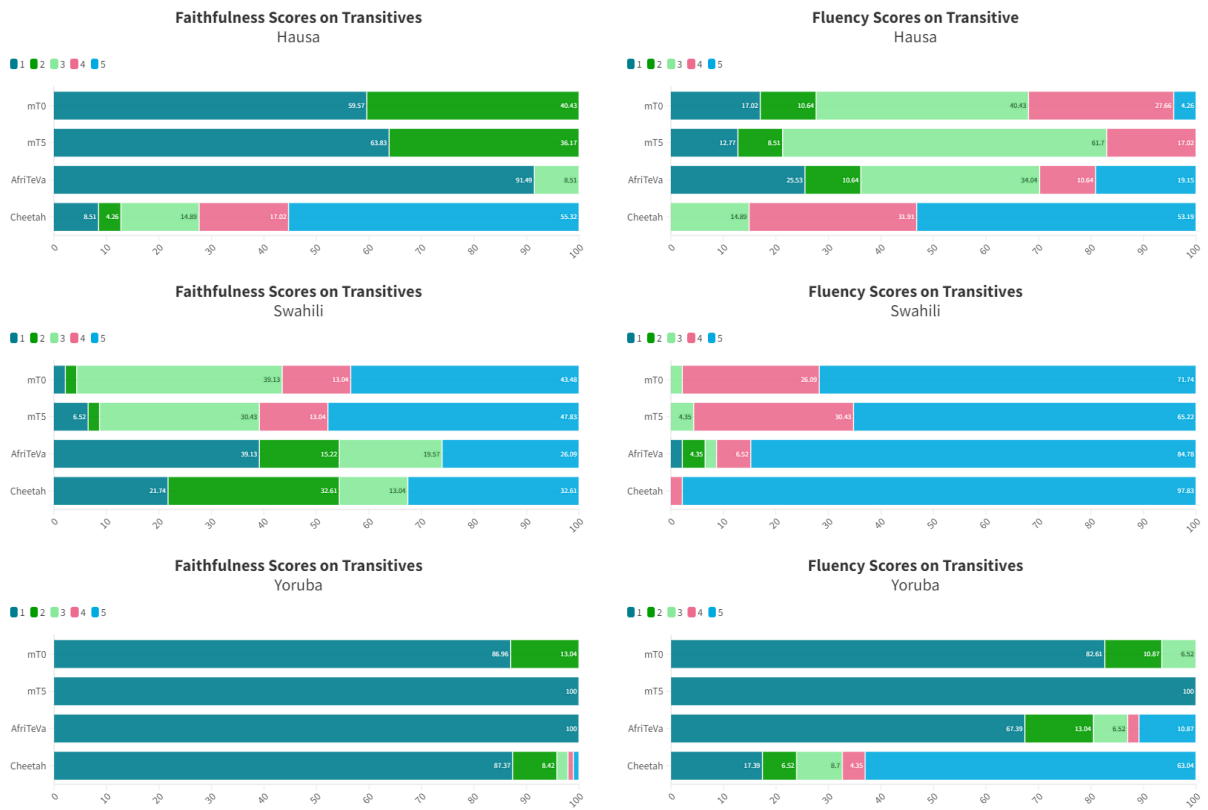 Faithfulness Scores on Transitives
Hausa
1 2 3 4 5
mT0 59.57 40.43
mT5 63.83 36.17
AfriTeVa 91.49 8.51
Cheetah 8.51 4.26 14.89 17.02 55.32
0 10 20 30 40 50 60 70 80 90 100
Fluency Scores on Transitive
Hausa
1 2 3 4 5
mT0 17.02 10.64 40.43 27.66 4.26
mT5 12.77 8.51 61.7 17.02
AfriTeVa 25.53 10.64 34.04 10.64 19.15
Cheetah 14.89 31.91 53.19
0 10 20 30 40 50 60 70 80 90 100
Faithfulness Scores on Transitives
Swahili
1 2 3 4 5
mT0 39.13 13.04 43.48
mT5 6.52 30.43 13.04 47.83
AfriTeVa 39.13 15.22 19.57 26.09
Cheetah 21.74 32.61 13.04 32.61
0 10 20 30 40 50 60 70 80 90 100
Fluency Scores on Transitives
Swahili
1 2 3 4 5
mT0 26.09 71.74
mT5 4.35 30.43 65.22
AfriTeVa 4.35 6.52 84.78
Cheetah 97.83
0 10 20 30 40 50 60 70 80 90 100
Faithfulness Scores on Transitives
Yoruba
1 2 3 4 5
mT0 86.96 13.04
mT5 100
AfriTeVa 100
Cheetah 87.37 8.42
0 10 20 30 40 50 60 70 80 90 100
Fluency Scores on Transitives
Yoruba
1 2 3 4 5
mT0 82.61 10.87 6.52
mT5 100
AfriTeVa 67.39 13.04 6.52 10.87
Cheetah 17.39 6.52 8.7 4.35 63.04
0 10 20 30 40 50 60 70 80 90 100